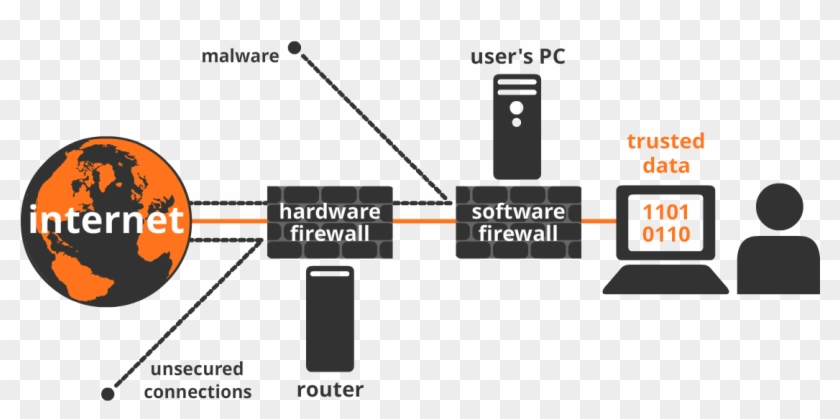 malware
user's PC
trusted
data
internet
hardware
firewall
software
firewall
1101
0110
unsecured
connections
router